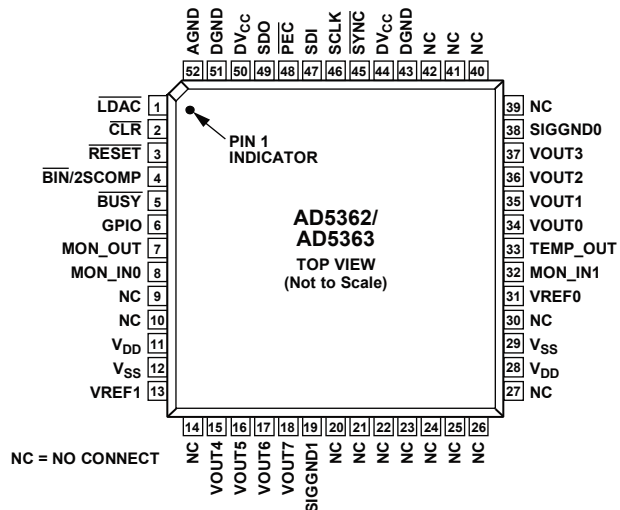 AGND DGND DVCC SDO PEC SDI SCLK SYNC DVCC DGND NC NC NC
52 51 50 49 48 47 46 45 44 43 42 41 40
LDAC 1
CLR 2
RESET 3
BIN/2SCOMP 4
BUSY 5
GPIO 6
MON_OUT 7
MON_IN0 8
NC 9
NC 10
VDD 11
VSS 12
VREF1 13
PIN 1
INDICATOR
AD5362/
AD5363
TOP VIEW
(Not to Scale)
39 NC
38 SIGGND0
37 VOUT3
36 VOUT2
35 VOUT1
34 VOUT0
33 TEMP_OUT
32 MON_IN1
31 VREF0
30 NC
29 VSS
28 VDD
27 NC
14 15 16 17 18 19 20 21 22 23 24 25 26
NC VOUT4 VOUT5 VOUT6 VOUT7 SIGGND1 NC NC NC NC NC NC NC
NC = NO CONNECT